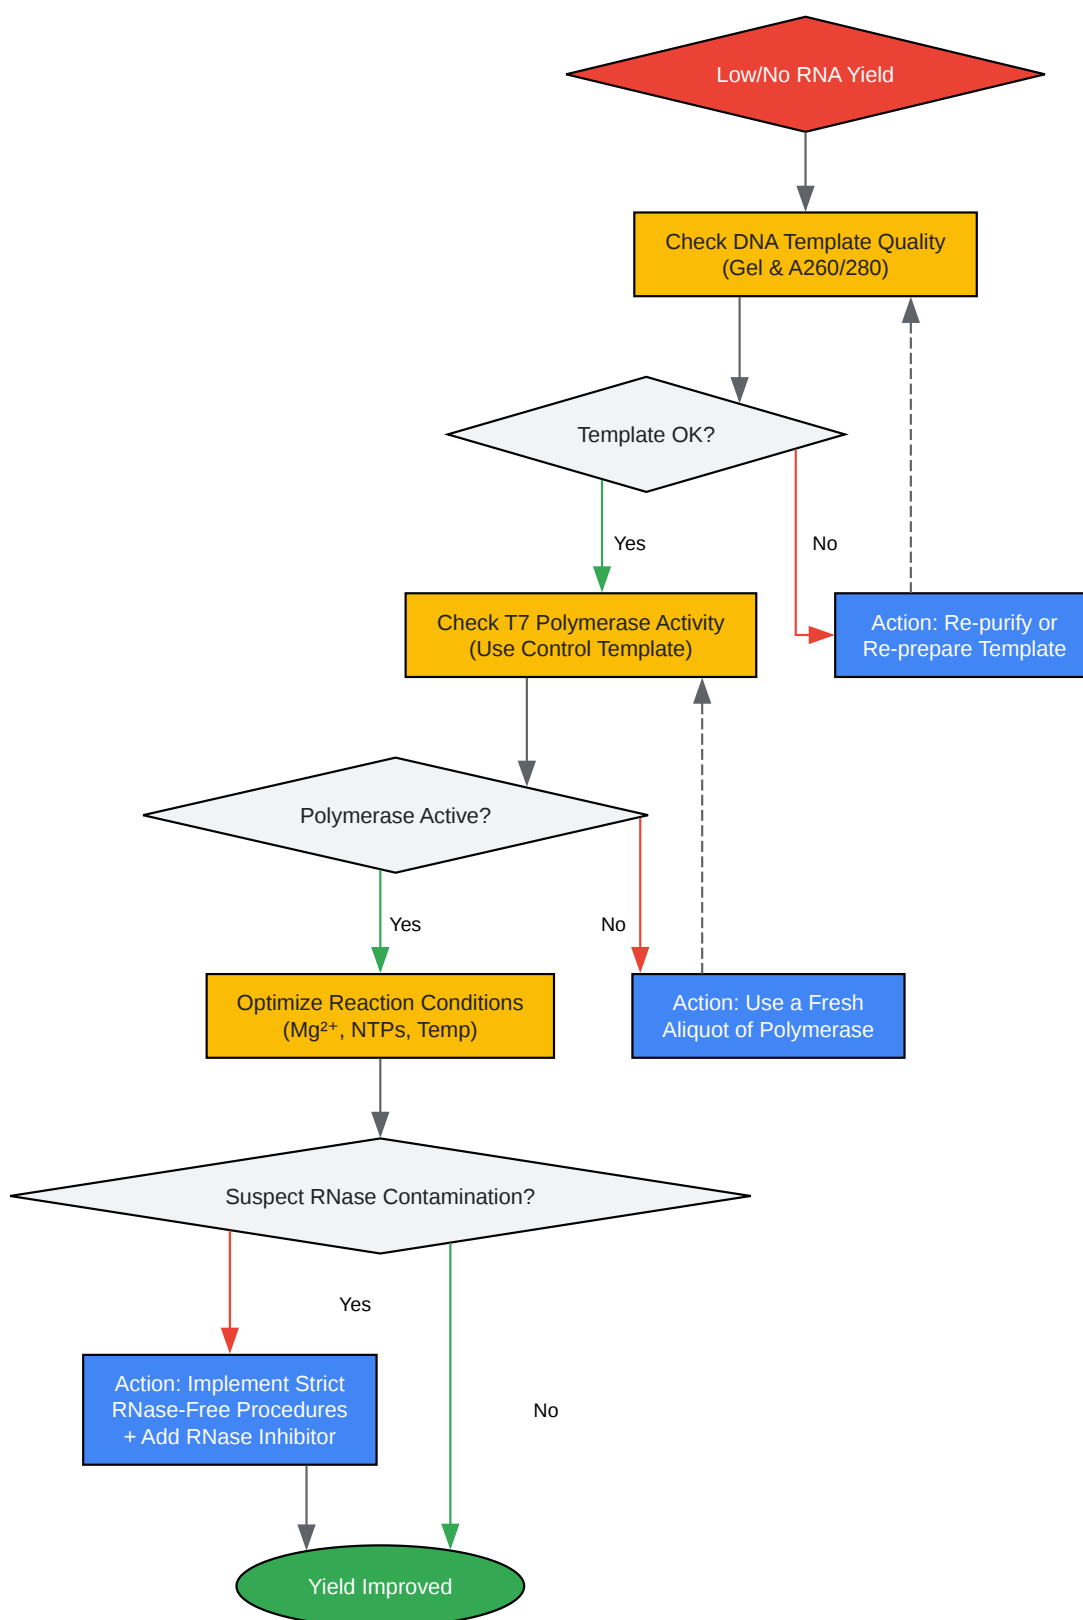 Low/No RNA Yield
Check DNA Template Quality
(Gel & A260/280)
Template OK?
Yes
No
Check T7 Polymerase Activity
(Use Control Template)
Action: Re-purify or
Re-prepare Template
Polymerase Active?
Yes
No
Optimize Reaction Conditions
(Mg²⁺, NTPs, Temp)
Action: Use a Fresh
Aliquot of Polymerase
Suspect RNase Contamination?
Yes
Action: Implement Strict
RNase-Free Procedures
+ Add RNase Inhibitor
No
Yield Improved